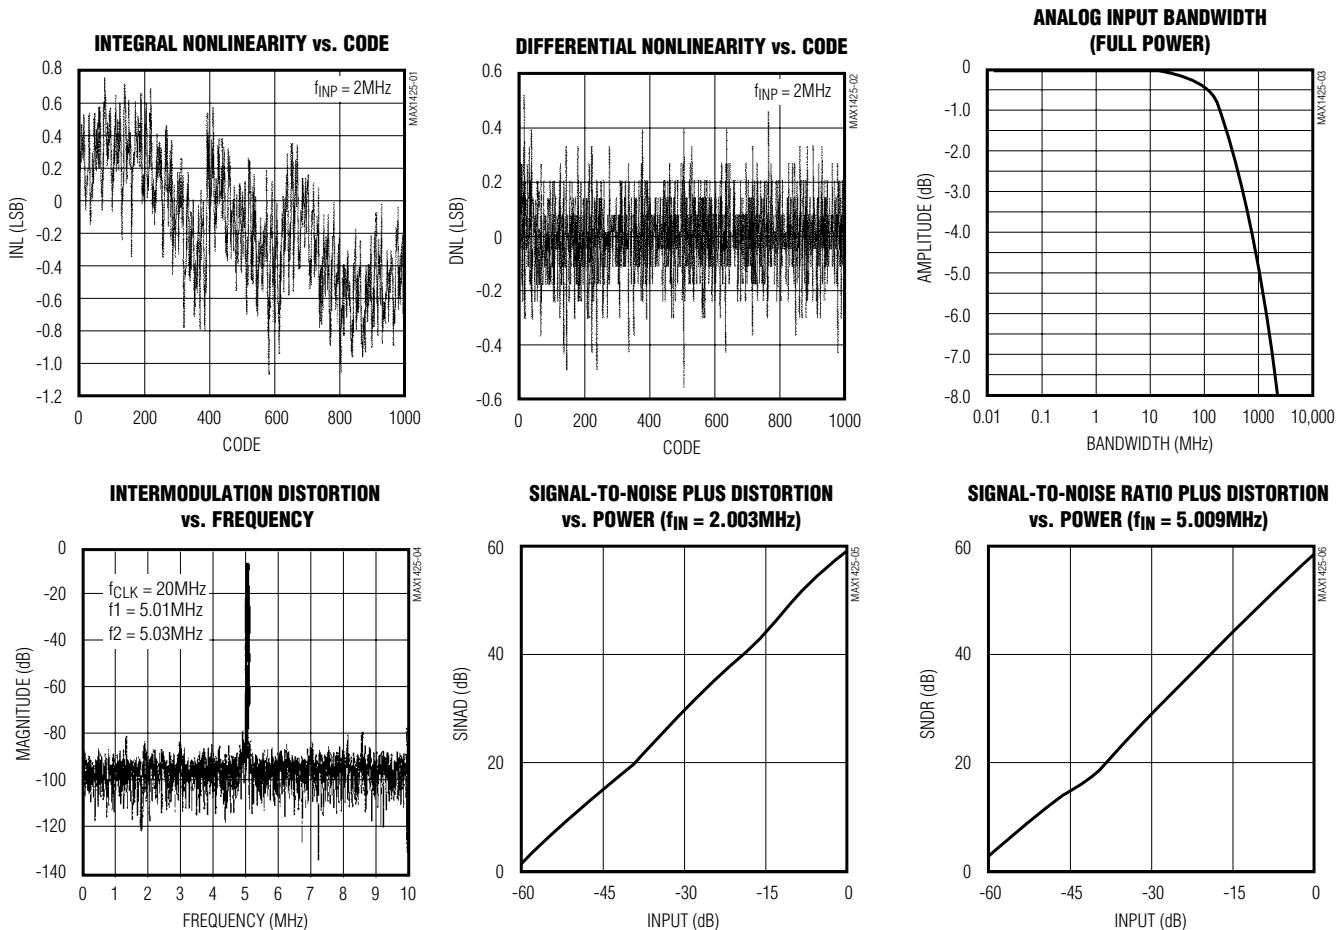 INTEGRAL NONLINEARITY vs. CODE
0.8
0.6
0.4
0.2
0
-0.2
-0.4
-0.6
-0.8
-1.0
-1.2
INL (LSB)
fINP = 2MHz
MAX1425-01
0 200 400 600 800 1000
CODE
DIFFERENTIAL NONLINEARITY vs. CODE
0.6
0.4
0.2
0
-0.2
-0.4
-0.6
DNL (LSB)
fINP = 2MHz
MAX1425-02
0 200 400 600 800 1000
CODE
ANALOG INPUT BANDWIDTH
(FULL POWER)
0
-1.0
-2.0
-3.0
-4.0
-5.0
-6.0
-7.0
-8.0
AMPLITUDE (dB)
MAX1425-03
0.01 0.1 1 10 100 1000 10,000
BANDWIDTH (MHz)
INTERMODULATION DISTORTION
vs. FREQUENCY
0
-20
-40
-60
-80
-100
-120
-140
MAGNITUDE (dB)
fCLK = 20MHz
f1 = 5.01MHz
f2 = 5.03MHz
MAX1425-04
0 1 2 3 4 5 6 7 8 9 10
FREQUENCY (MHz)
SIGNAL-TO-NOISE PLUS DISTORTION
vs. POWER (fIN = 2.003MHz)
60
40
20
0
SINAD (dB)
MAX1425-05
-60 -45 -30 -15 0
INPUT (dB)
SIGNAL-TO-NOISE RATIO PLUS DISTORTION
vs. POWER (fIN = 5.009MHz)
60
40
20
0
SNDR (dB)
MAX1425-06
-60 -45 -30 -15 0
INPUT (dB)